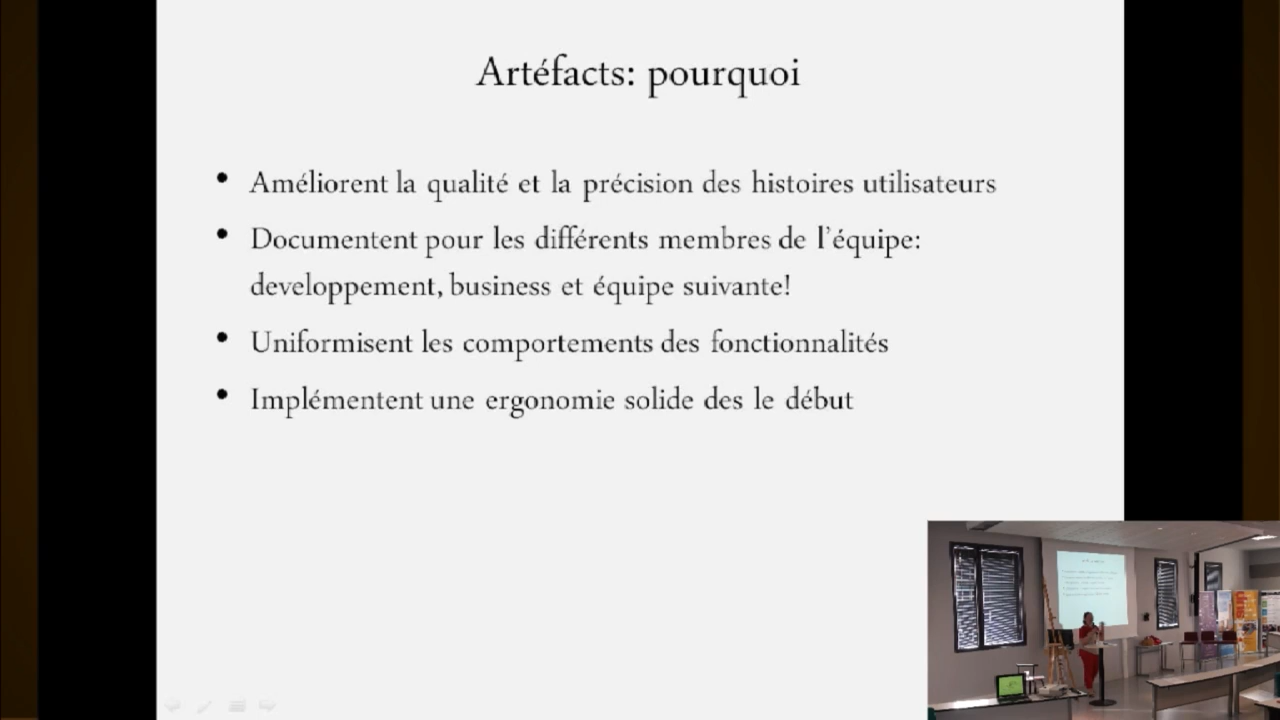 Artéfacts: pourquoi
• Améliorent la qualité et la précision des histoires utilisateurs
• Documentent pour les différents membres de l'équipe:
developpement, business et équipe suivante!
• Uniformisent les comportements des fonctionnalités
• Implémentent une ergonomie solide des le début